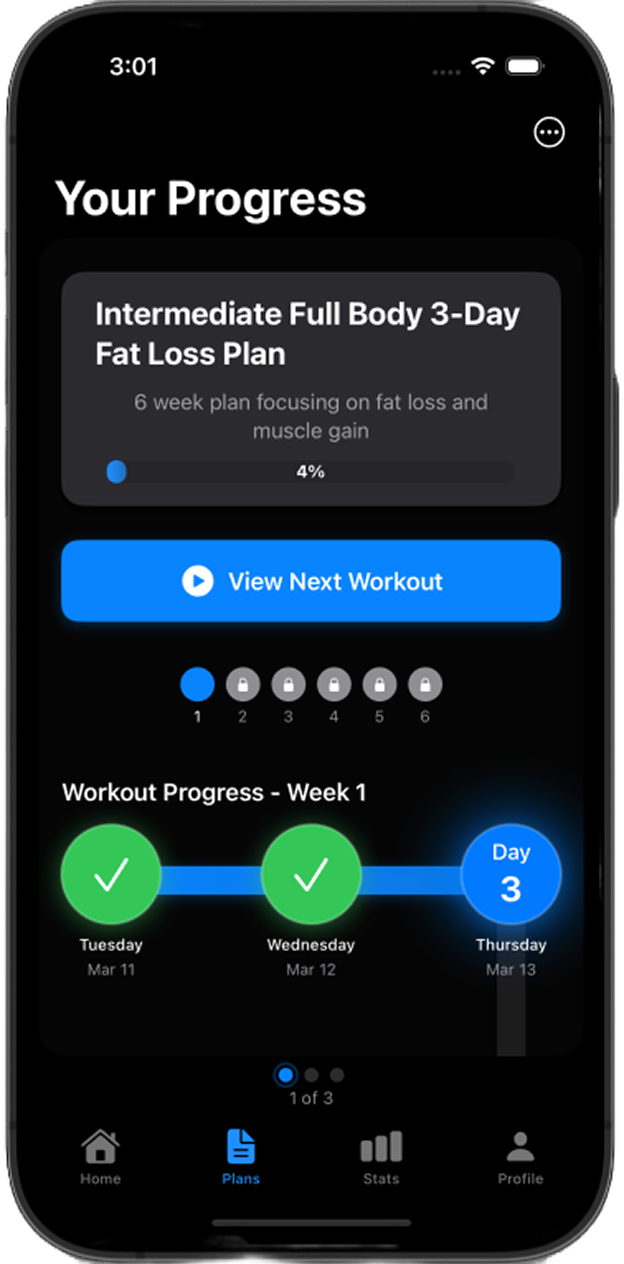 3:01
Your Progress
Intermediate Full Body 3-Day
Fat Loss Plan
6 week plan focusing on fat loss and
muscle gain
4%
View Next Workout
1 2 3 4 5 6
Workout Progress - Week 1
Day
3
Tuesday Wednesday Thursday
Mar 11 Mar 12 Mar 13
1 of 3
Home Plans Stats Profile